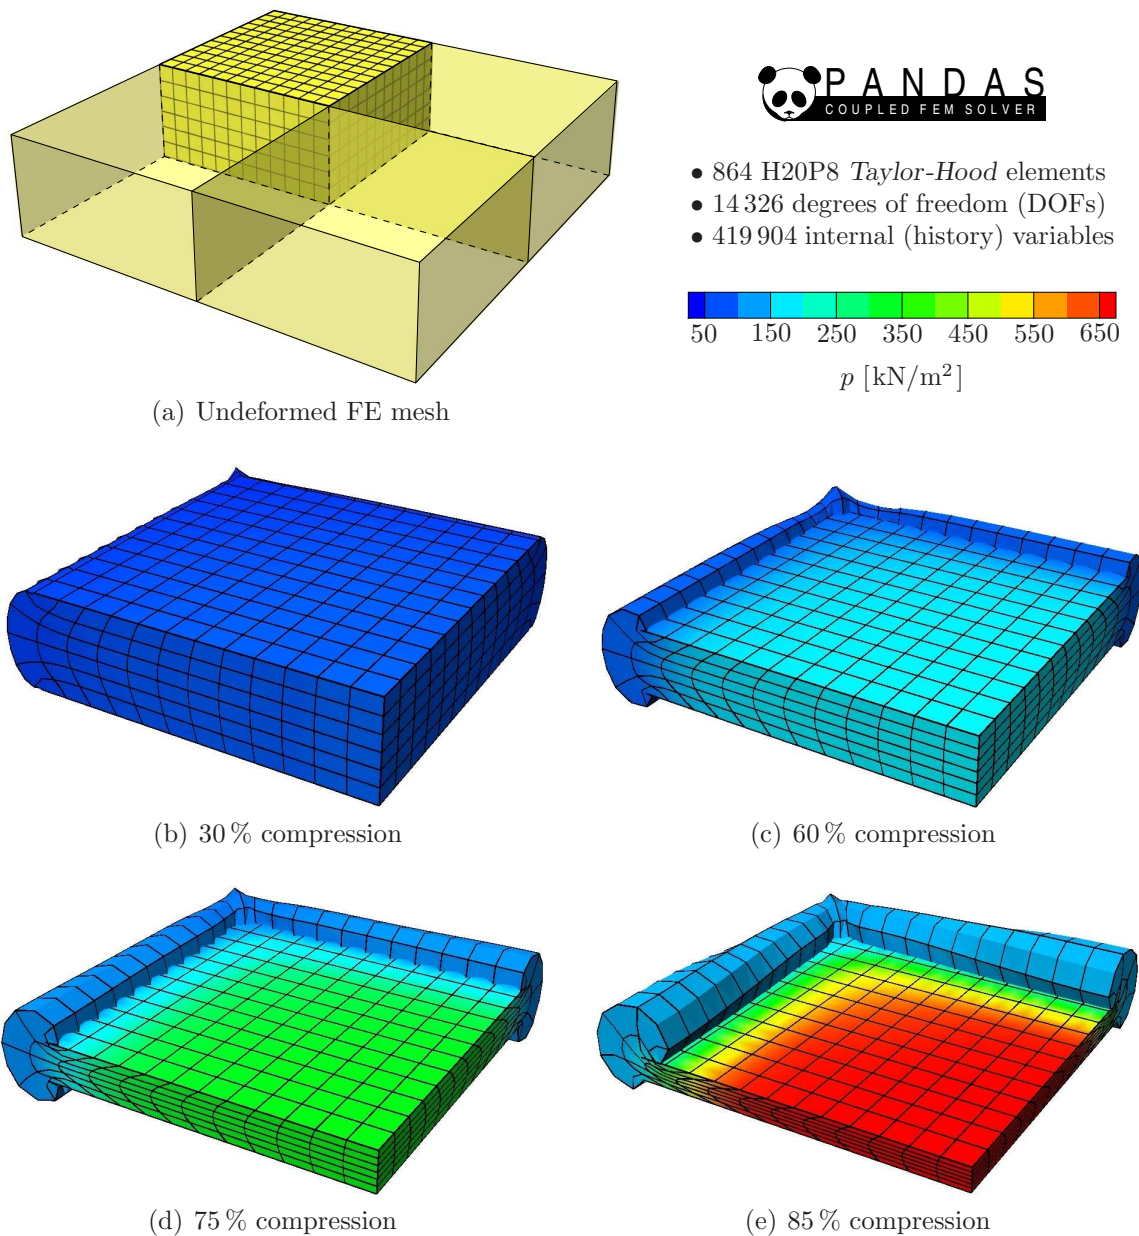 PANDAS
COUPLED FEM SOLVER
• 864 H20P8 Taylor-Hood elements
• 14 326 degrees of freedom (DOFs)
• 419 904 internal (history) variables
50 150 250 350 450 550 650
p [kN/m²]
(a) Undeformed FE mesh
(b) 30 % compression
(c) 60 % compression
(d) 75 % compression
(e) 85 % compression